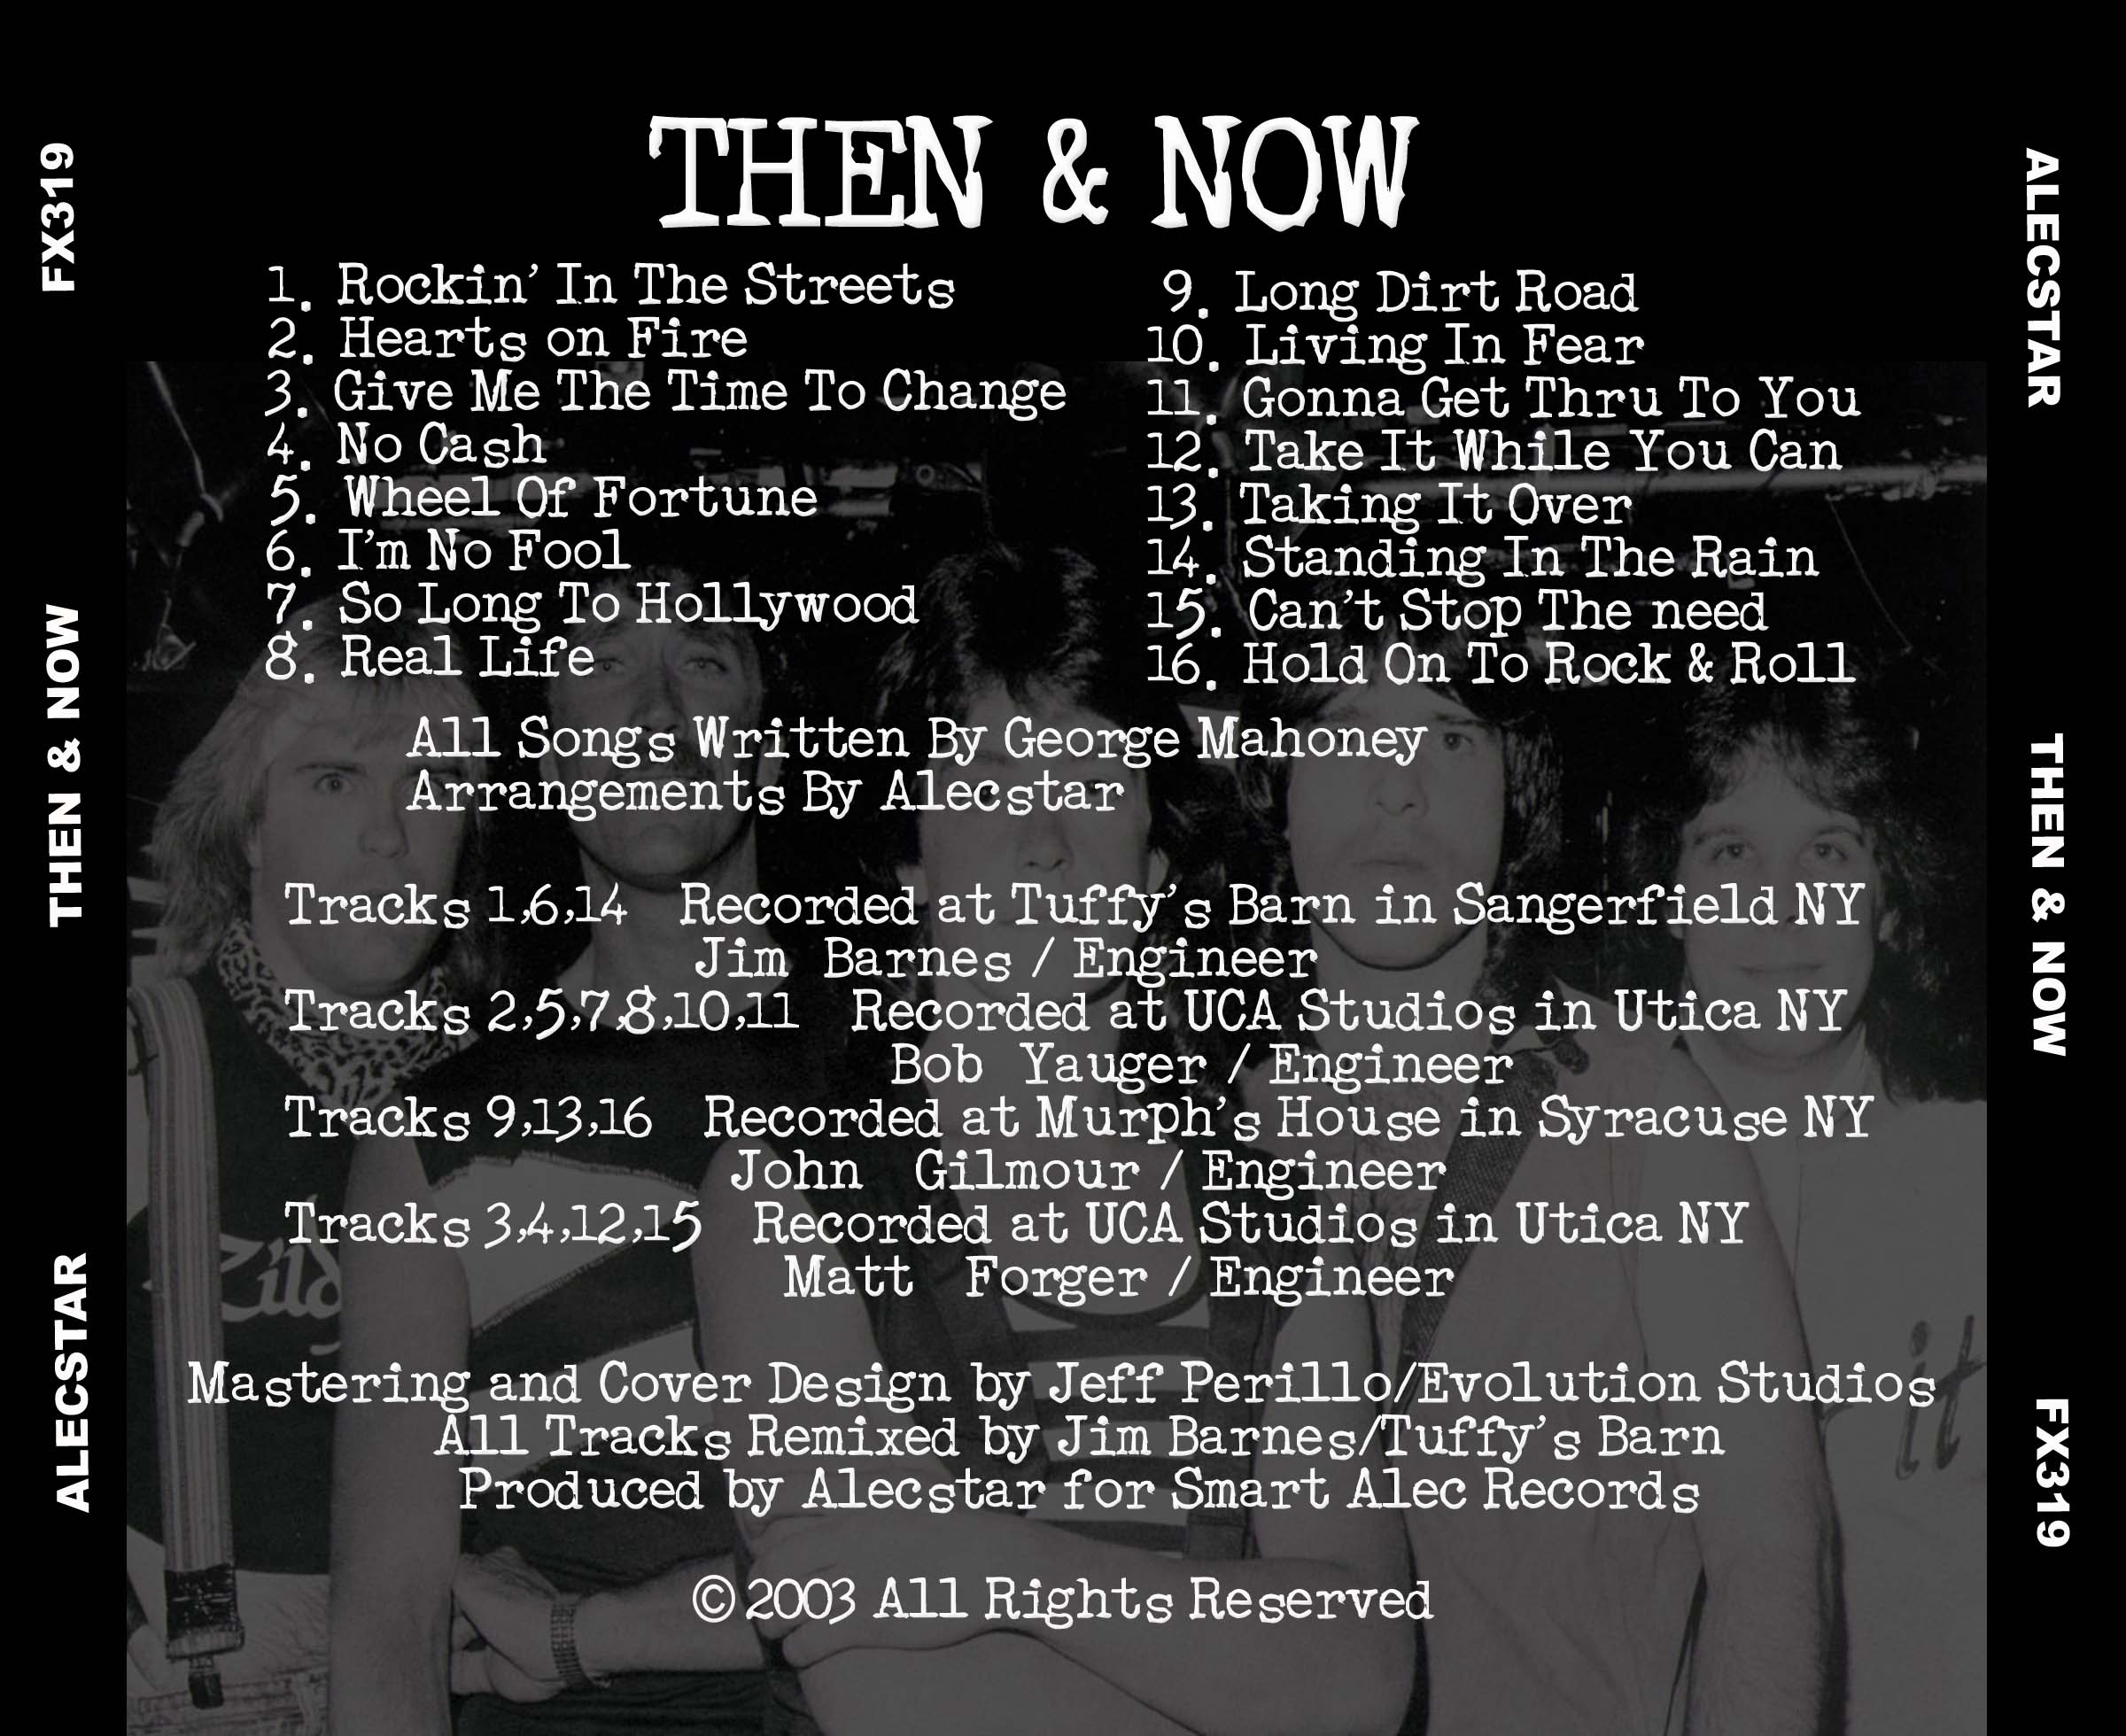 THEN & NOW
1. Rockin' In The Streets
2. Hearts on Fire
3. Give Me The Time To Change
4. No Cash
5. Wheel Of Fortune
6. I'm No Fool
7. So Long To Hollywood
8. Real Life
9. Long Dirt Road
10. Living In Fear
11. Gonna Get Thru To You
12. Take It While You Can
13. Taking It Over
14. Standing In The Rain
15. Can't Stop The need
16. Hold On To Rock & Roll
All Songs Written By George Mahoney
Arrangements By Alecstar
Tracks 1,6,14 Recorded at Tuffy's Barn in Sangerfield NY
Jim Barnes / Engineer
Tracks 2,5,7,8,10,11 Recorded at UCA Studios in Utica NY
Bob Yauger / Engineer
Tracks 9,13,16 Recorded at Murph's House in Syracuse NY
John Gilmour / Engineer
Tracks 3,4,12,15 Recorded at UCA Studios in Utica NY
Matt Forger / Engineer
Mastering and Cover Design by Jeff Perillo/Evolution Studios
All Tracks Remixed by Jim Barnes/Tuffy's Barn
Produced by Alecstar for Smart Alec Records
©2003 All Rights Reserved
ALECSTAR THEN & NOW FX319
ALECSTAR THEN & NOW FX319